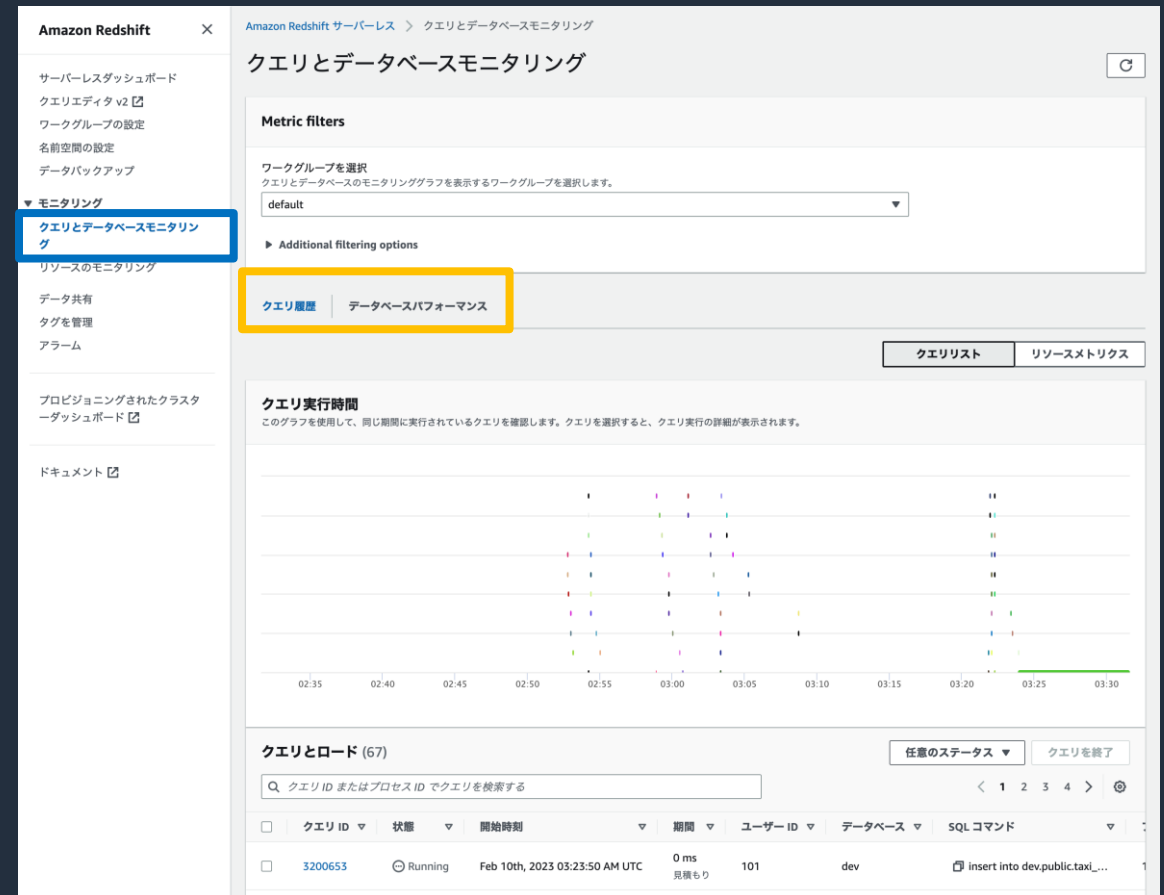 Amazon Redshift
サーバーレスダッシュボード
クエリエディタ v2
ワークグループの設定
名前空間の設定
データバックアップ
モニタリング
クエリとデータベースモニタリン
グ
リソースのモニタリング
データ共有
タグを管理
アラーム
プロビジョニングされたクラスタ
ーダッシュボード
ドキュメント
Amazon Redshift サーバーレス > クエリとデータベースモニタリング
クエリとデータベースモニタリング
Metric filters
ワークグループを選択
クエリとデータベースのモニタリンググラフを表示するワークグループを選択します。
default
Additional filtering options
クエリ履歴 データベースパフォーマンス
クエリリスト リソースメトリクス
クエリ実行時間
このグラフを使用して、同じ期間に実行されているクエリを確認します。クエリを選択すると、クエリ実行の詳細が表示されます。
02:35 02:40 02:45 02:50 02:55 03:00 03:05 03:10 03:15 03:20 03:25 03:30
クエリとロード (67)
任意のステータス クエリを終了
クエリ ID またはプロセス ID でクエリを検索する
1 2 3 4
クエリ ID 状態 開始時刻 期間 ユーザー ID データベース SQL コマンド
3200653 Running Feb 10th, 2023 03:23:50 AM UTC 0 ms 101 dev insert into dev.public.taxi_...
見積もり